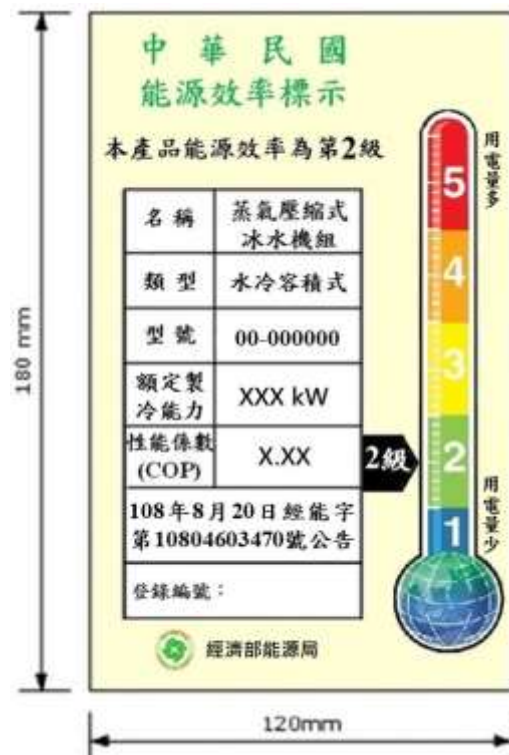 中華民國
能源效率標示
本產品能源效率為第2級
名稱
蒸氣壓縮式
冰水機組
類型
水冷容積式
型號
00-000000
額定製
冷能力
XXX kW
性能係數
(COP)
X.XX
108年8月20日經能字
第10804603470號公告
登錄編號：
經濟部能源局
用電量多
5
4
3
2
1
2級
用電量少
180 mm
120mm